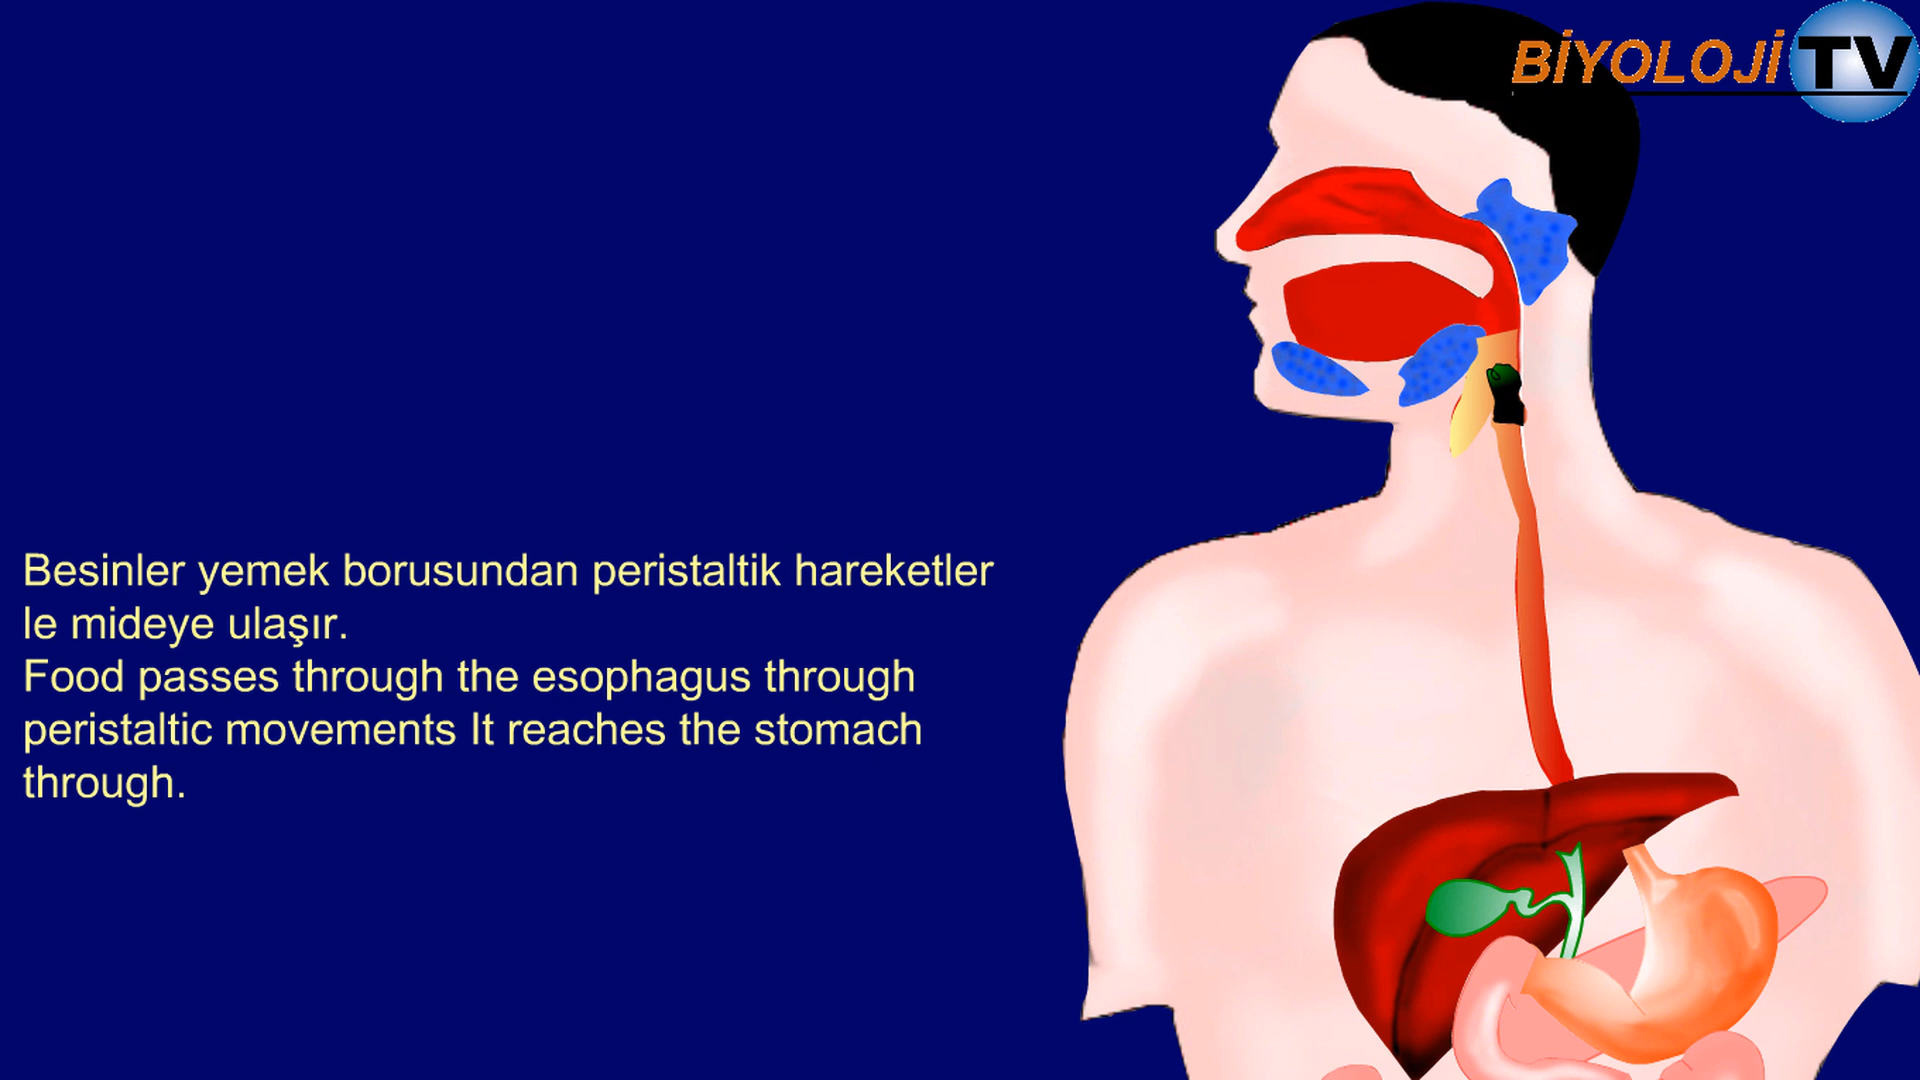 BİYOLOJİ TV
Besinler yemek borusundan peristaltik hareketler
le mideye ulaşır.
Food passes through the esophagus through
peristaltic movements It reaches the stomach
through.